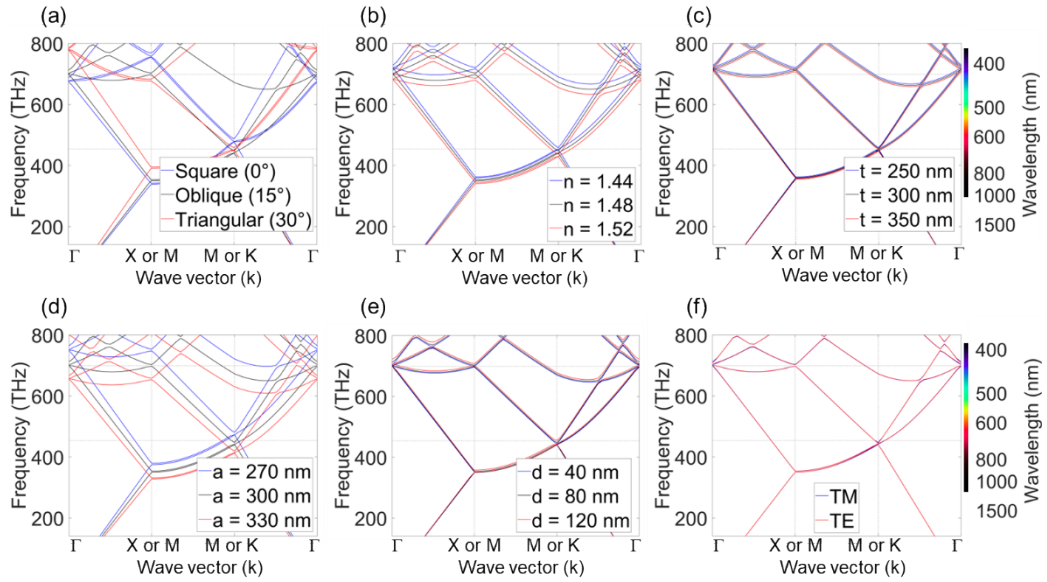 (a)
(b)
(c)
800
600
400
200
Frequency (THz)
Square (0°)
Oblique (15°)
Triangular (30°)
Γ
X or M
M or K
Γ
Wave vector (k)
800
600
400
200
Frequency (THz)
n = 1.44
n = 1.48
n = 1.52
Γ
X or M
M or K
Γ
Wave vector (k)
800
600
400
200
Frequency (THz)
t = 250 nm
t = 300 nm
t = 350 nm
Γ
X or M
M or K
Γ
Wave vector (k)
400
500
600
800
1000
1500
Wavelength (nm)
(d)
(e)
(f)
800
600
400
200
Frequency (THz)
a = 270 nm
a = 300 nm
a = 330 nm
Γ
X or M
M or K
Γ
Wave vector (k)
800
600
400
200
Frequency (THz)
d = 40 nm
d = 80 nm
d = 120 nm
Γ
X or M
M or K
Γ
Wave vector (k)
800
600
400
200
Frequency (THz)
TM
TE
Γ
X or M
M or K
Γ
Wave vector (k)
400
500
600
800
1000
1500
Wavelength (nm)